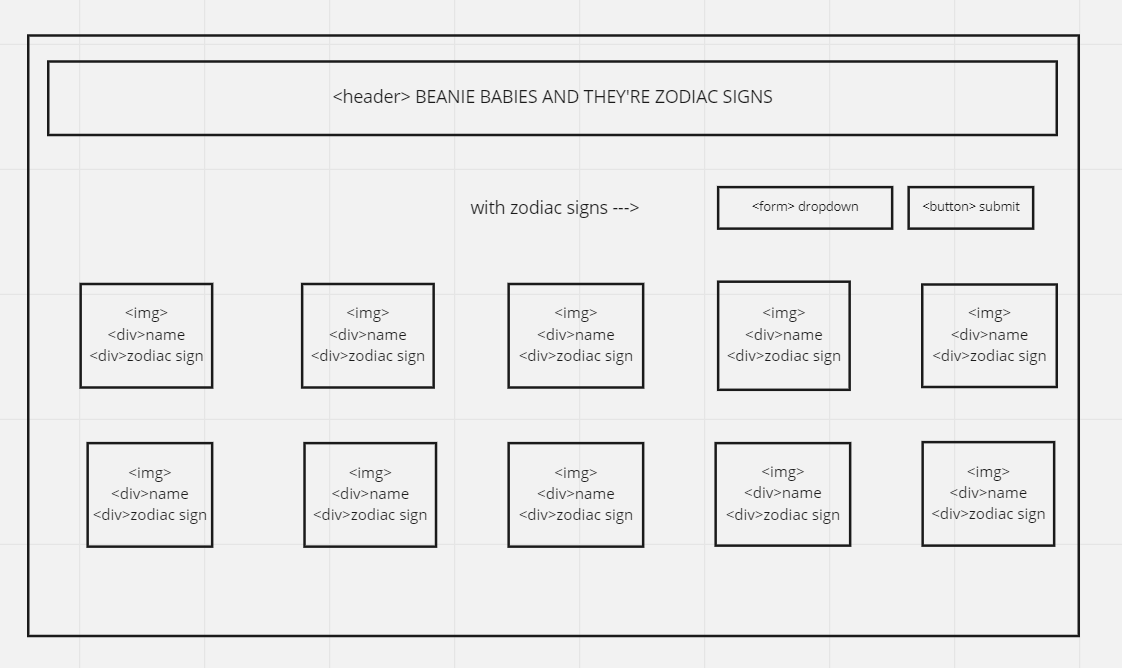 <header> BEANIE BABIES AND THEY'RE ZODIAC SIGNS
with zodiac signs --->
<form> dropdown
<button> submit
<img>
<div>name
<div>zodiac sign
<img>
<div>name
<div>zodiac sign
<img>
<div>name
<div>zodiac sign
<img>
<div>name
<div>zodiac sign
<img>
<div>name
<div>zodiac sign
<img>
<div>name
<div>zodiac sign
<img>
<div>name
<div>zodiac sign
<img>
<div>name
<div>zodiac sign
<img>
<div>name
<div>zodiac sign
<img>
<div>name
<div>zodiac sign